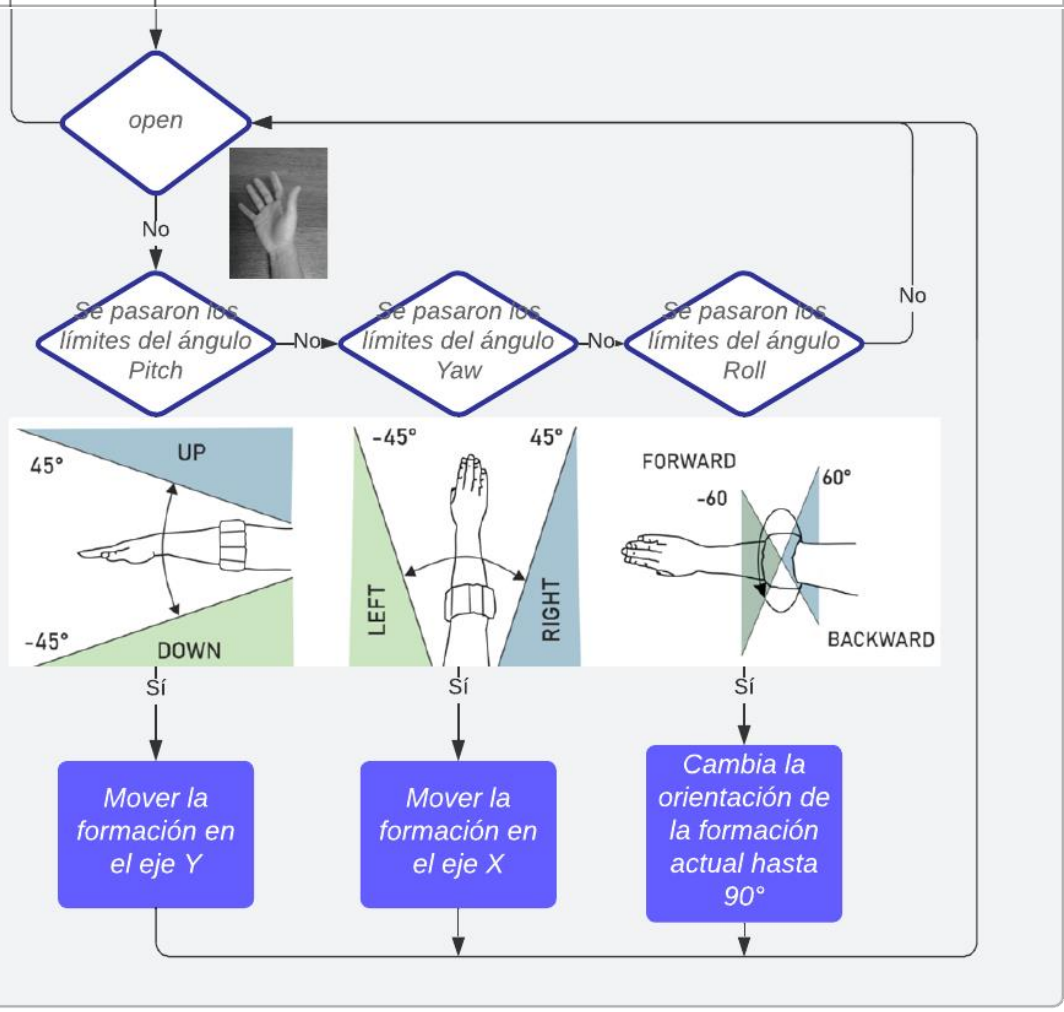 open
No
Se pasaron los
límites del ángulo
Pitch
No
Se pasaron los
límites del ángulo
Yaw
No
Se pasaron los
límites del ángulo
Roll
No
45°
UP
-45°
DOWN
-45°
45°
LEFT
RIGHT
FORWARD
-60
60°
BACKWARD
Sí
Sí
Sí
Mover la
formación en
el eje Y
Mover la
formación en
el eje X
Cambia la
orientación de
la formación
actual hasta
90°